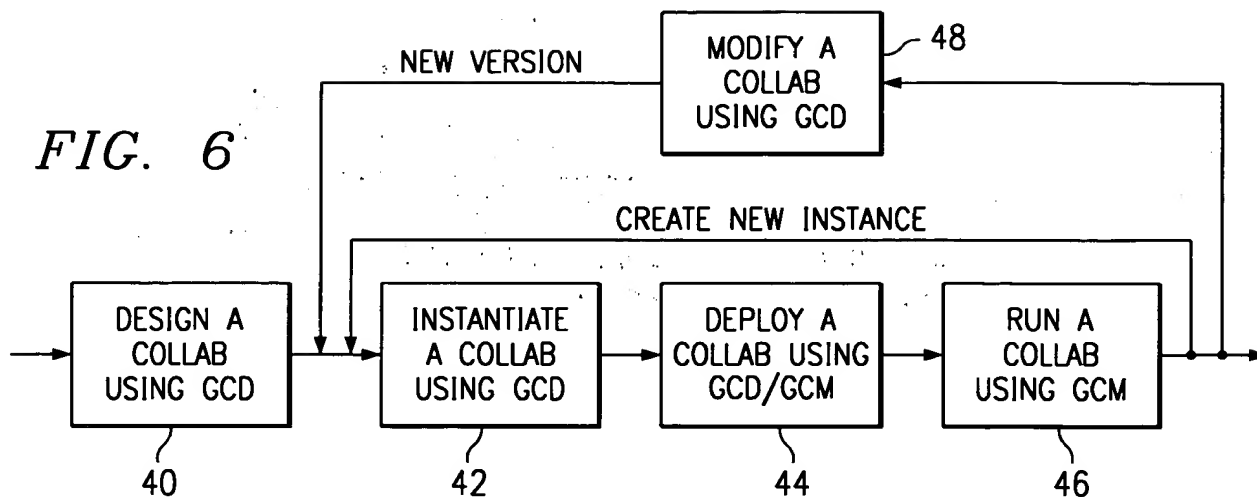 MODIFY A
COLLAB
USING GCD
48
NEW VERSION
FIG. 6
CREATE NEW INSTANCE
DESIGN A
COLLAB
USING GCD
INSTANTIATE
A COLLAB
USING GCD
DEPLOY A
COLLAB USING
GCD/GCM
RUN A
COLLAB
USING GCM
40
42
44
46